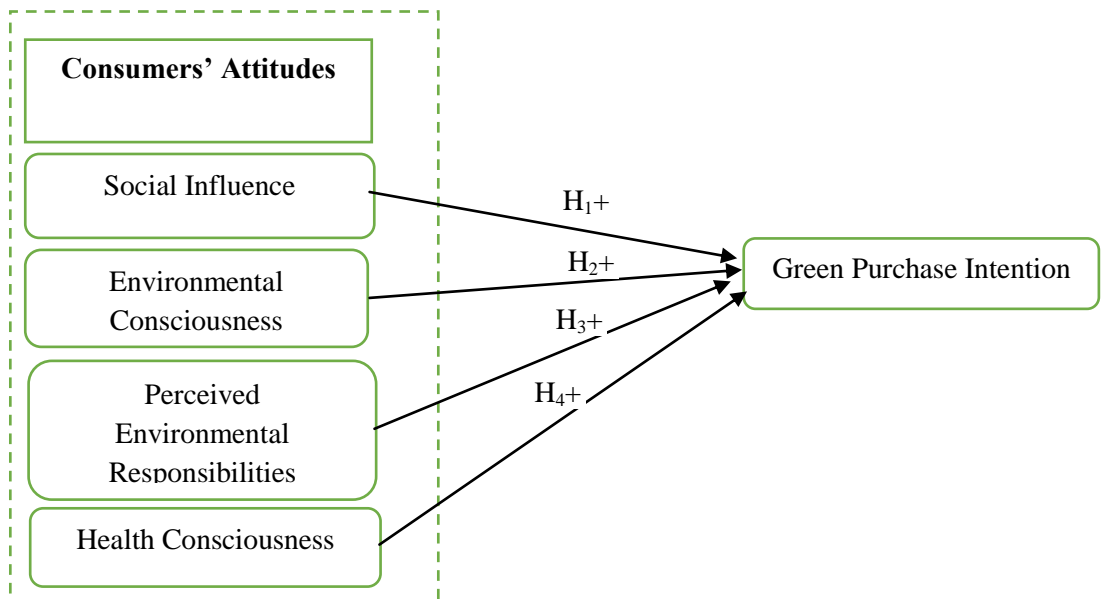 Consumers’ Attitudes
Social Influence
Environmental
Consciousness
Perceived
Environmental
Responsibilities
Health Consciousness
H₁+
H₂+
H₃+
H₄+
Green Purchase Intention